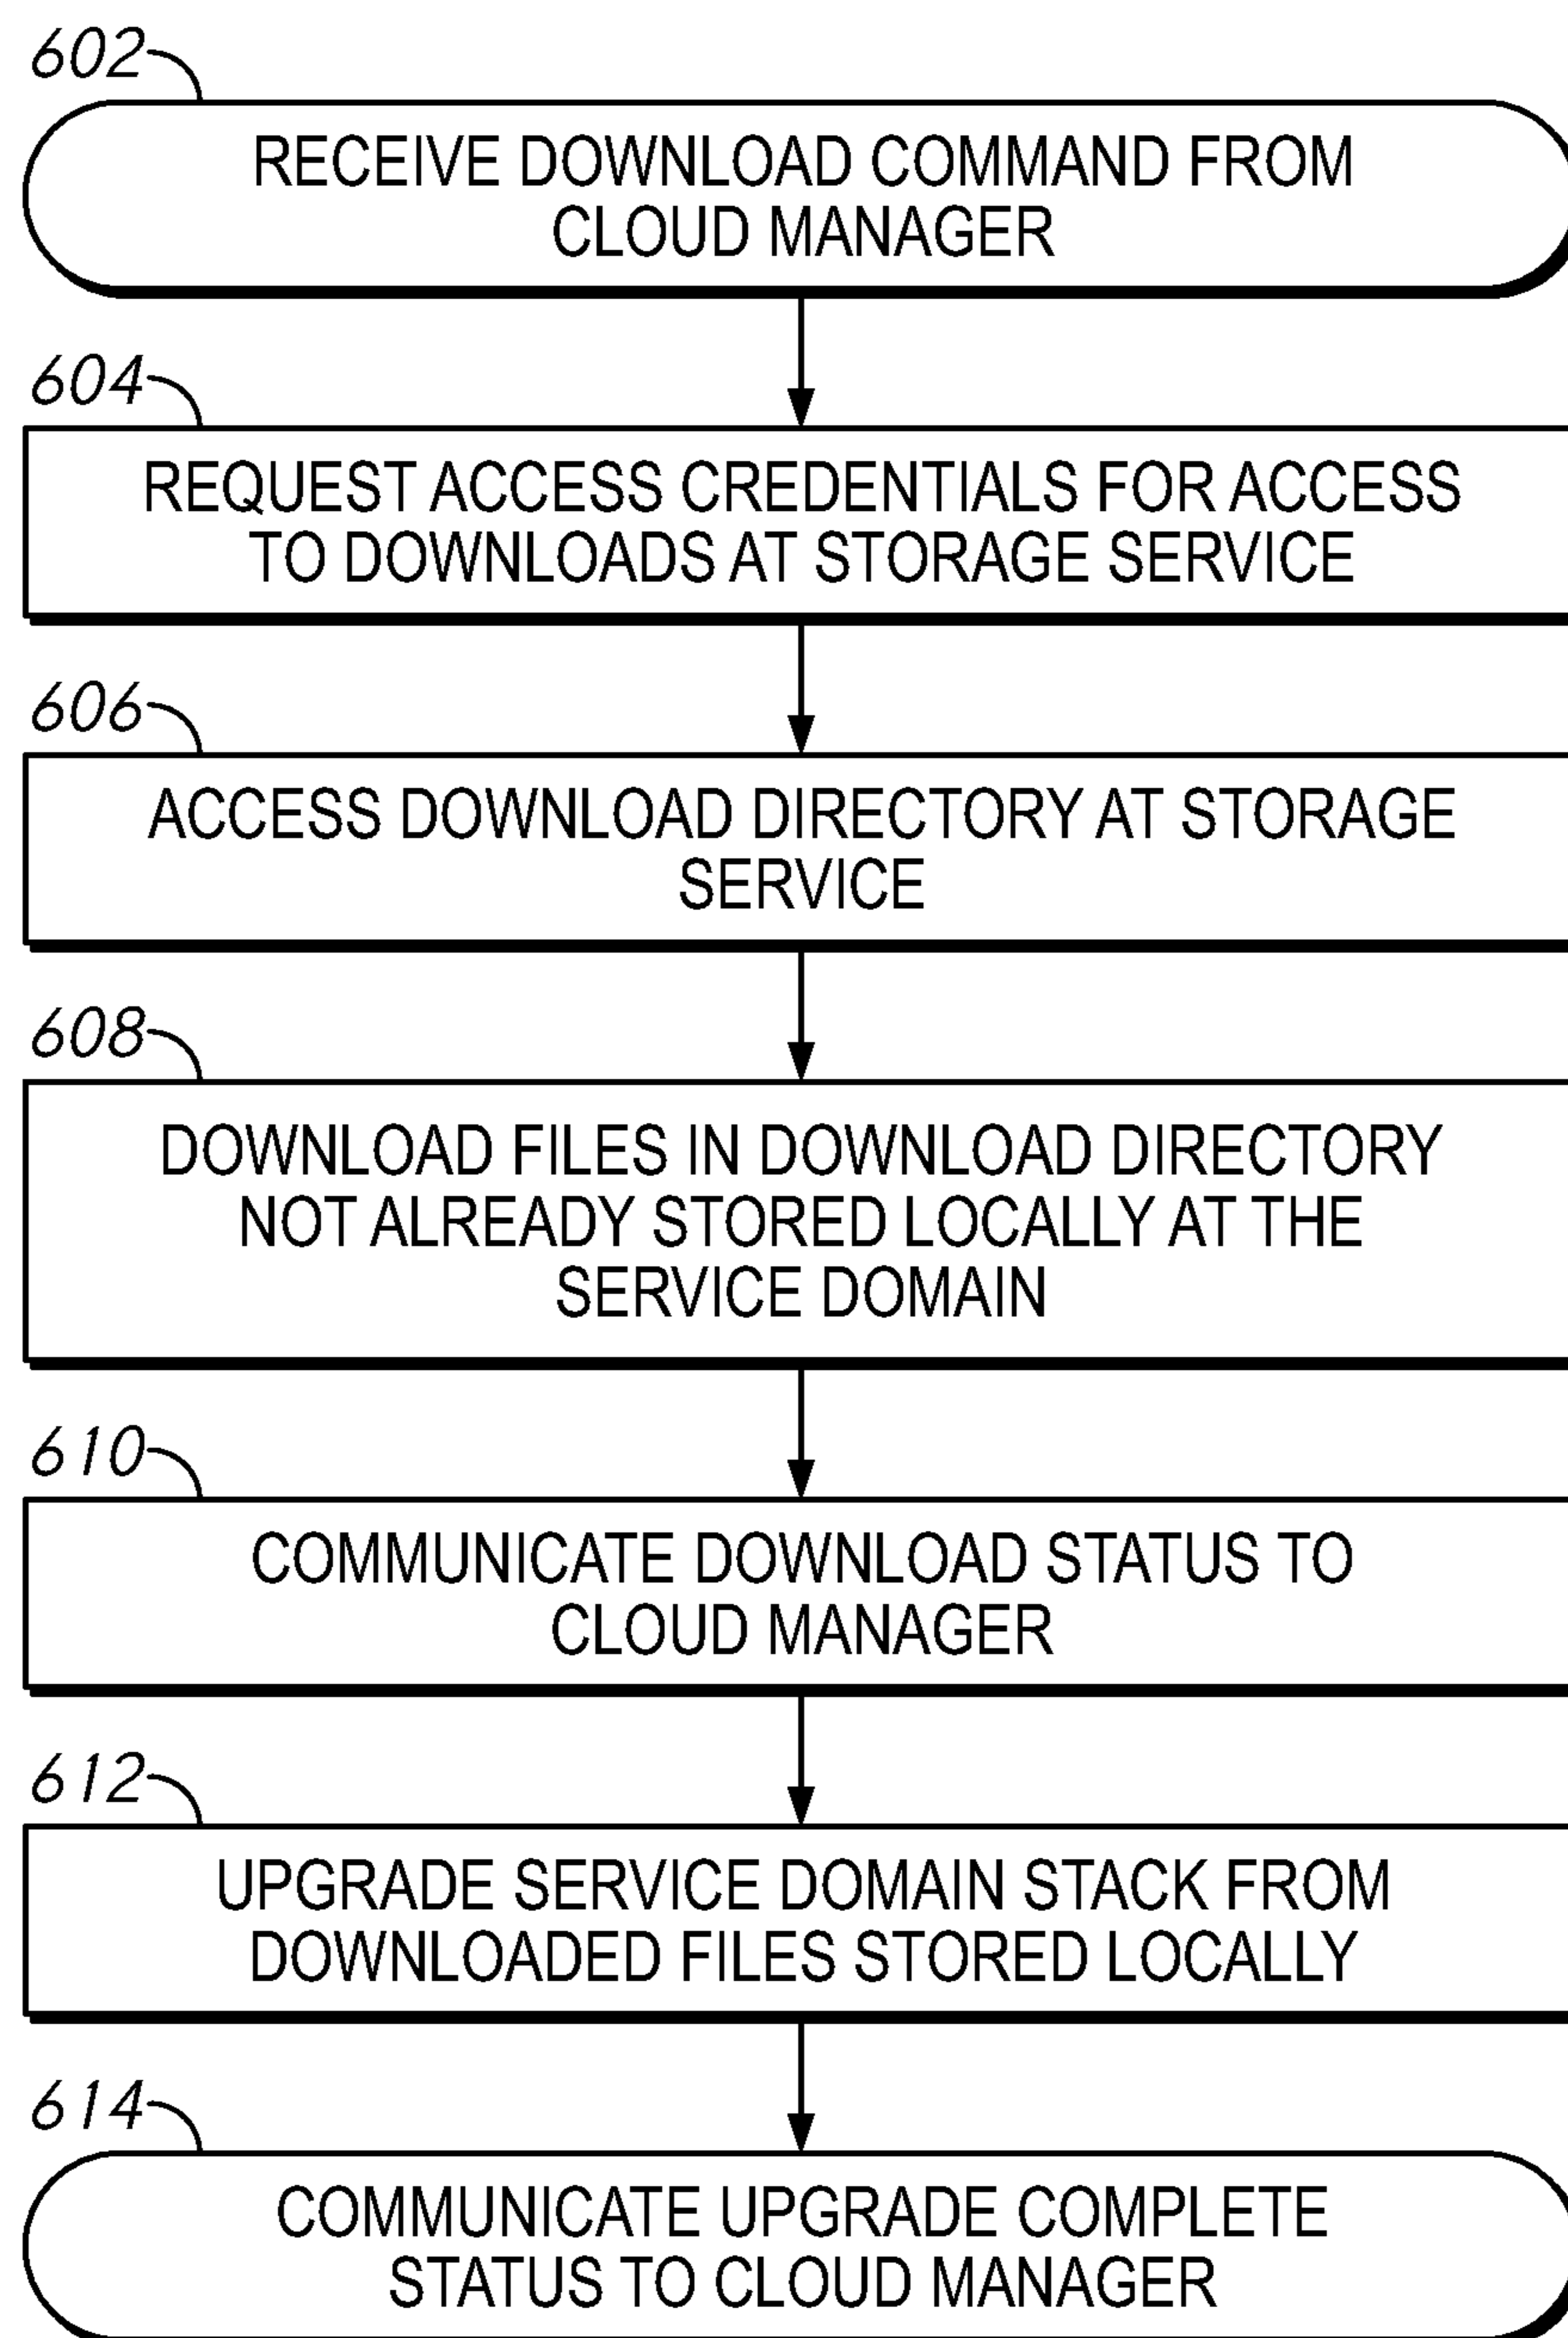 602
RECEIVE DOWNLOAD COMMAND FROM
CLOUD MANAGER
604
REQUEST ACCESS CREDENTIALS FOR ACCESS
TO DOWNLOADS AT STORAGE SERVICE
606
ACCESS DOWNLOAD DIRECTORY AT STORAGE
SERVICE
608
DOWNLOAD FILES IN DOWNLOAD DIRECTORY
NOT ALREADY STORED LOCALLY AT THE
SERVICE DOMAIN
610
COMMUNICATE DOWNLOAD STATUS TO
CLOUD MANAGER
612
UPGRADE SERVICE DOMAIN STACK FROM
DOWNLOADED FILES STORED LOCALLY
614
COMMUNICATE UPGRADE COMPLETE
STATUS TO CLOUD MANAGER